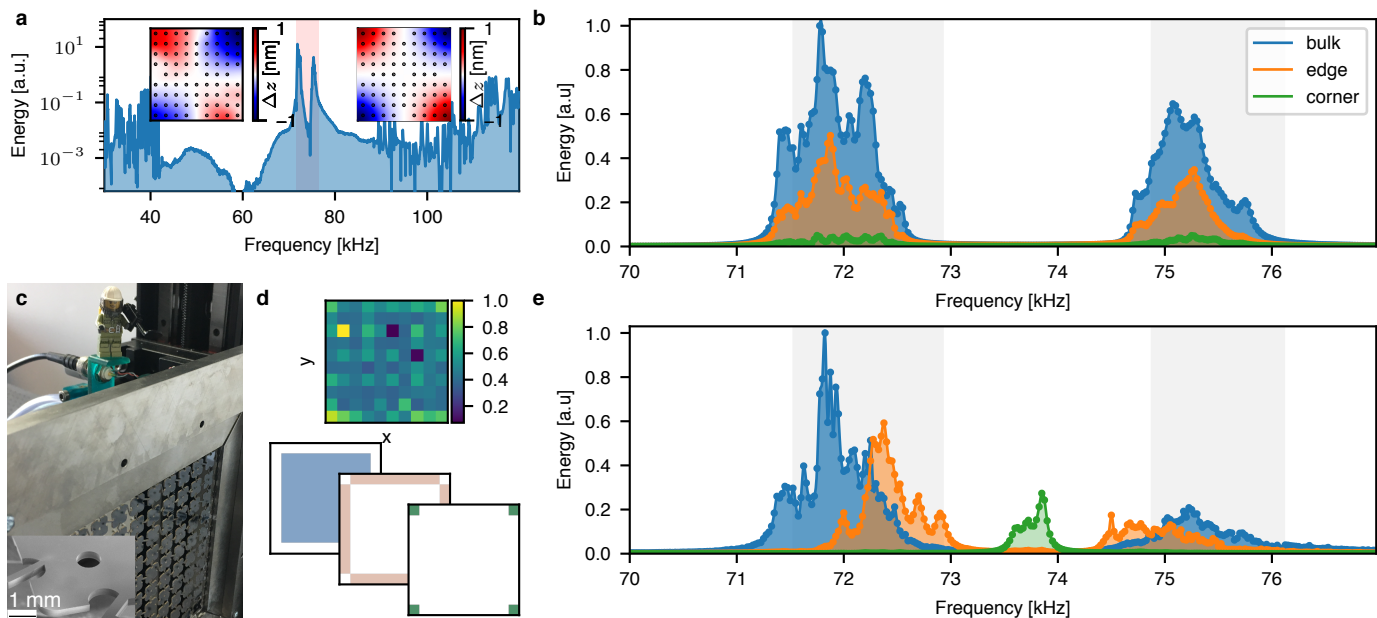 a
Energy [a.u.]
10¹
10⁻¹
10⁻³
1
Δz [nm]
−1
1
Δz [nm]
−1
40
60
80
100
Frequency [kHz]
b
Energy [a.u]
1.0
0.8
0.6
0.4
0.2
0.0
bulk
edge
corner
70
71
72
73
74
75
76
Frequency [kHz]
c
1 mm
d
y
x
1.0
0.8
0.6
0.4
0.2
e
Energy [a.u]
1.0
0.8
0.6
0.4
0.2
0.0
70
71
72
73
74
75
76
Frequency [kHz]